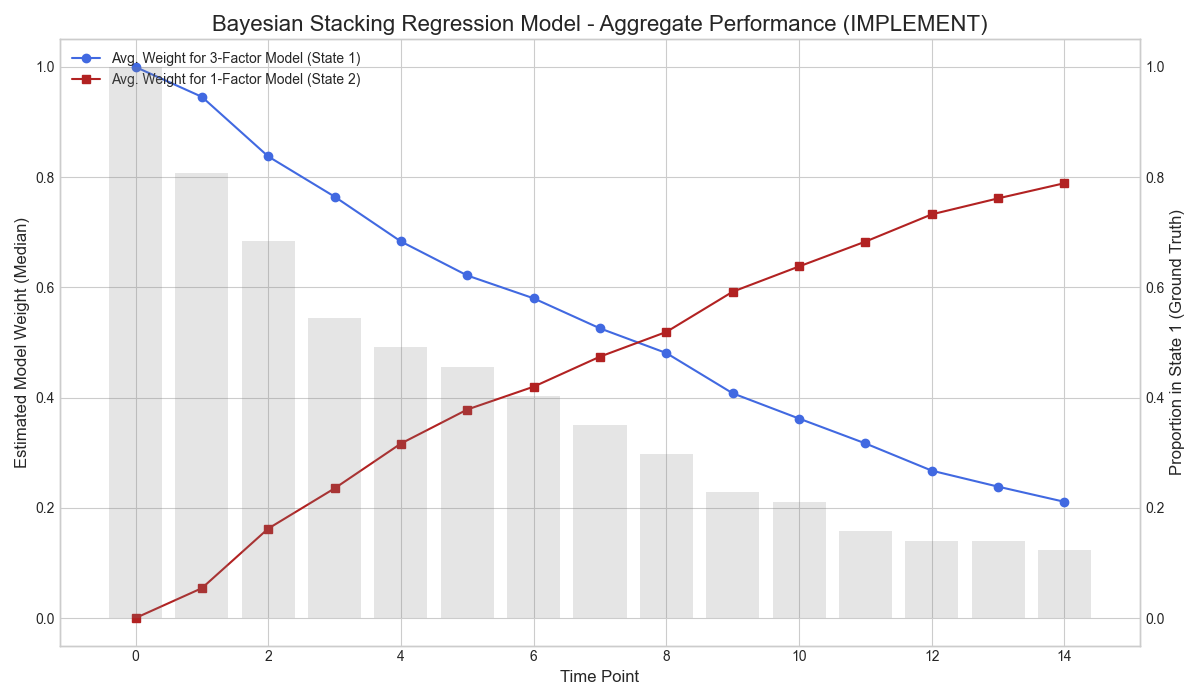 Bayesian Stacking Regression Model - Aggregate Performance (IMPLEMENT)
Avg. Weight for 3-Factor Model (State 1)
Avg. Weight for 1-Factor Model (State 2)
Estimated Model Weight (Median)
1.0
0.8
0.6
0.4
0.2
0.0
1.0
0.8
0.6
0.4
0.2
0.0
Proportion in State 1 (Ground Truth)
0 2 4 6 8 10 12 14
Time Point